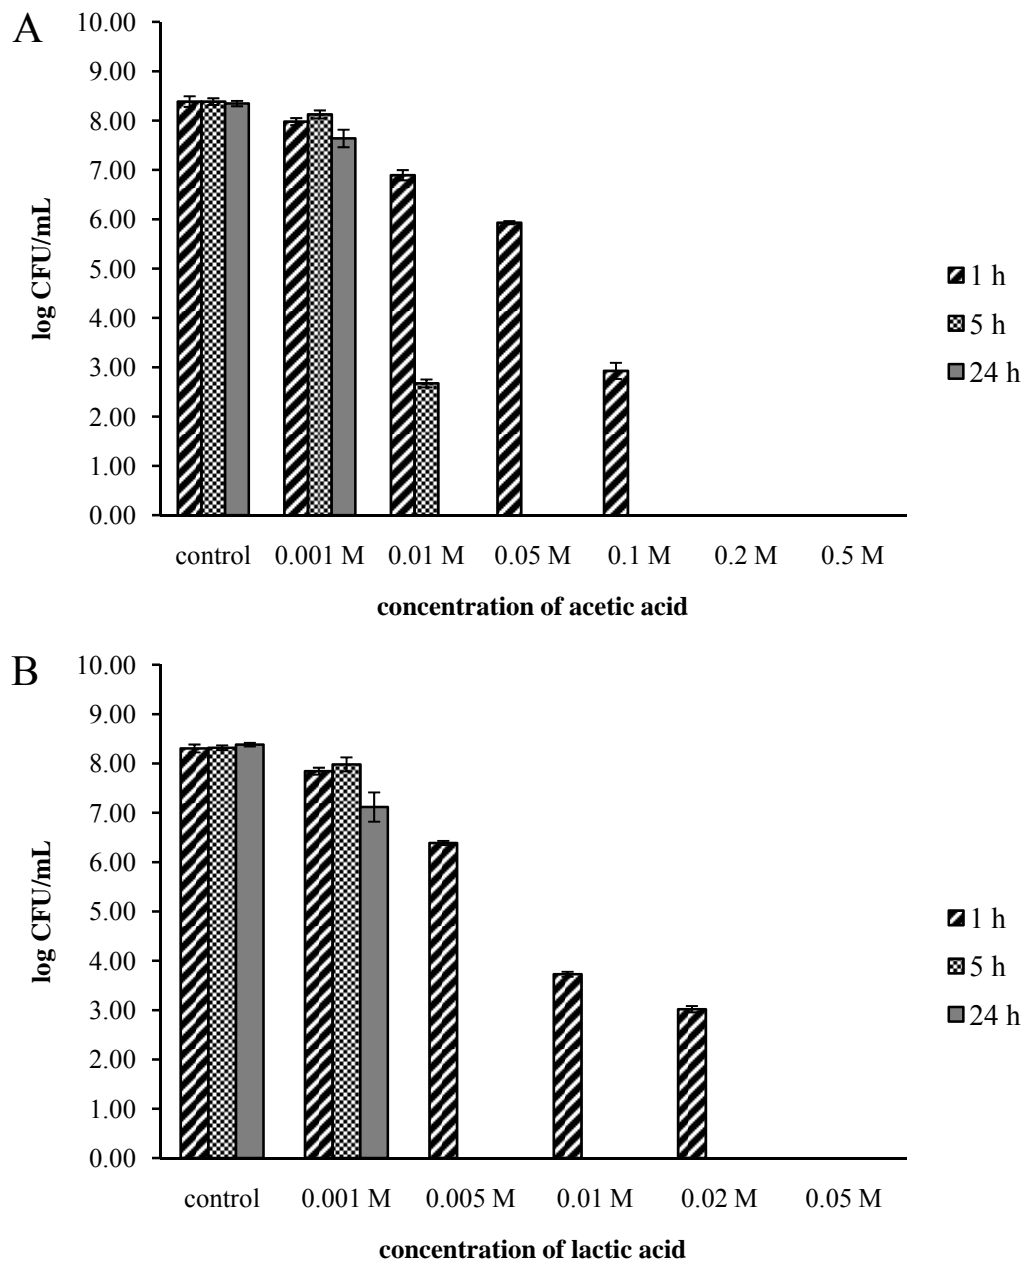 A
10.00
9.00
8.00
7.00
6.00
5.00
4.00
3.00
2.00
1.00
0.00
log CFU/mL
control 0.001 M 0.01 M 0.05 M 0.1 M 0.2 M 0.5 M
concentration of acetic acid
1 h
5 h
24 h
B
10.00
9.00
8.00
7.00
6.00
5.00
4.00
3.00
2.00
1.00
0.00
log CFU/mL
control 0.001 M 0.005 M 0.01 M 0.02 M 0.05 M
concentration of lactic acid
1 h
5 h
24 h